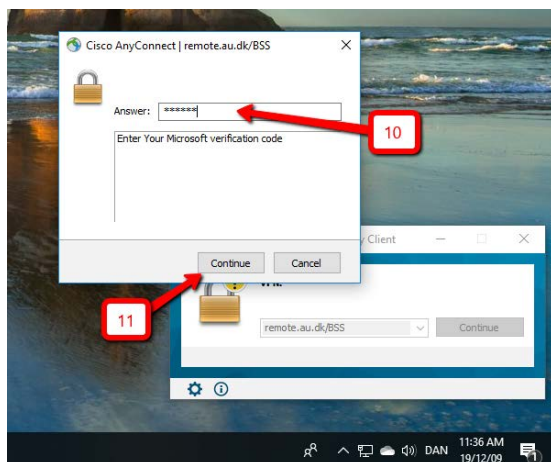 Cisco AnyConnect | remote.au.dk/BSS
Answer: ******
10
Enter Your Microsoft verification code
Continue Cancel
11
Client
remote.au.dk/BSS Continue
DAN
11:36 AM
19/12/09
1